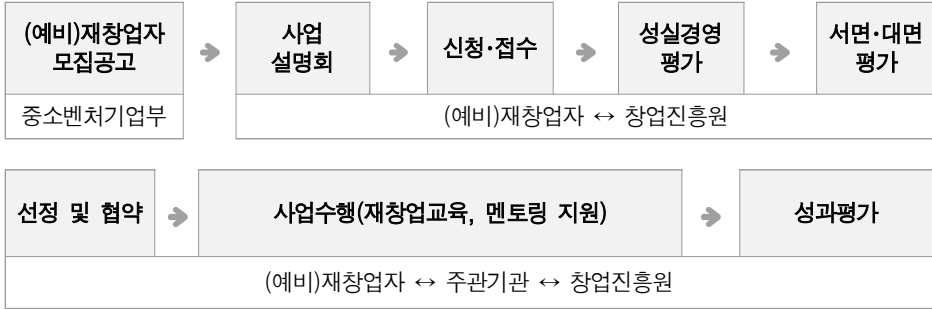 (예비)재창업자
모집공고
사업
설명회
신청·접수
성실경영
평가
서면·대면
평가
중소벤처기업부
(예비)재창업자 ↔ 창업진흥원
선정 및 협약
사업수행(재창업교육, 멘토링 지원)
성과평가
(예비)재창업자 ↔ 주관기관 ↔ 창업진흥원